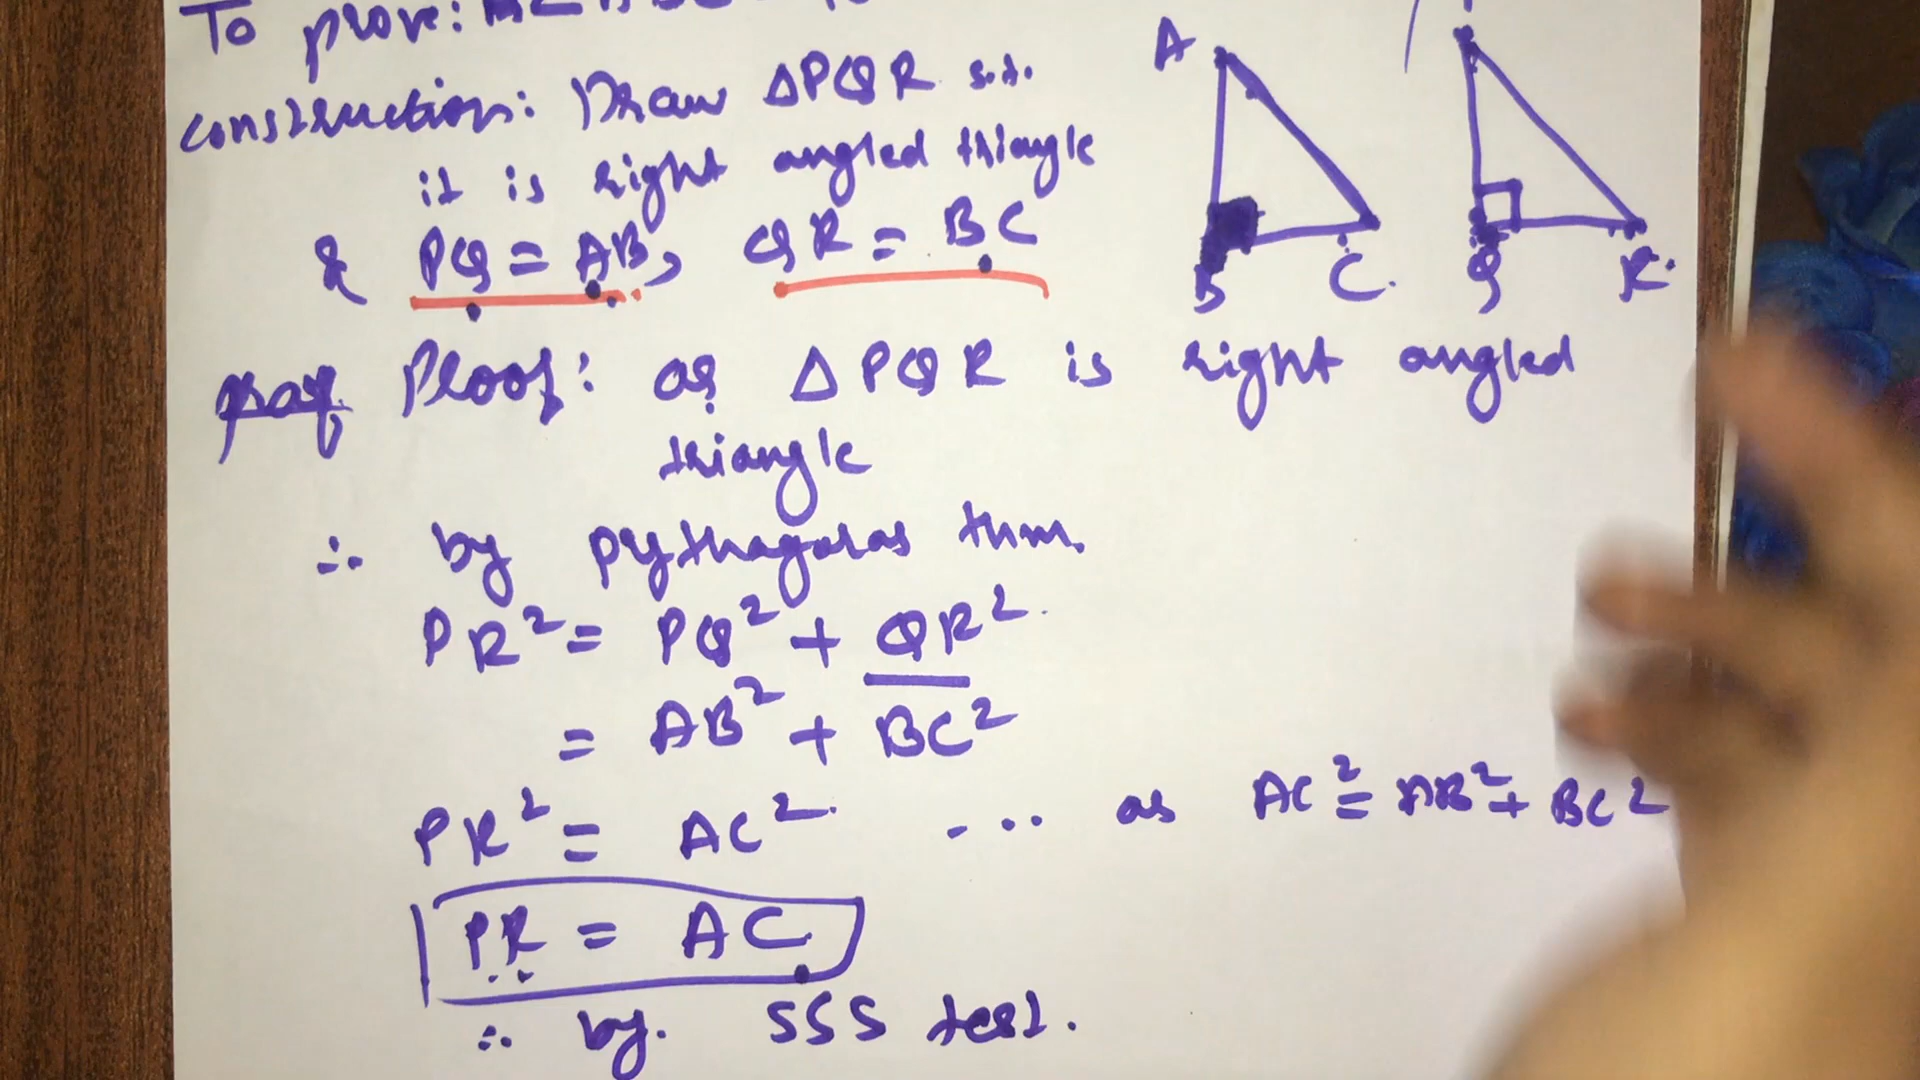 To prove:
construction: Draw ΔPQR s.t.
it is right angled triangle
& PQ = AB, QR = BC
A
B C.
Q R
Proof: as ΔPQR is right angled
triangle
∴ by pythagoras thm.
PR² = PQ² + QR².
= AB² + BC²
PR² = AC². ... as AC² = AB² + BC²
PR = AC
∴ by. SSS test.